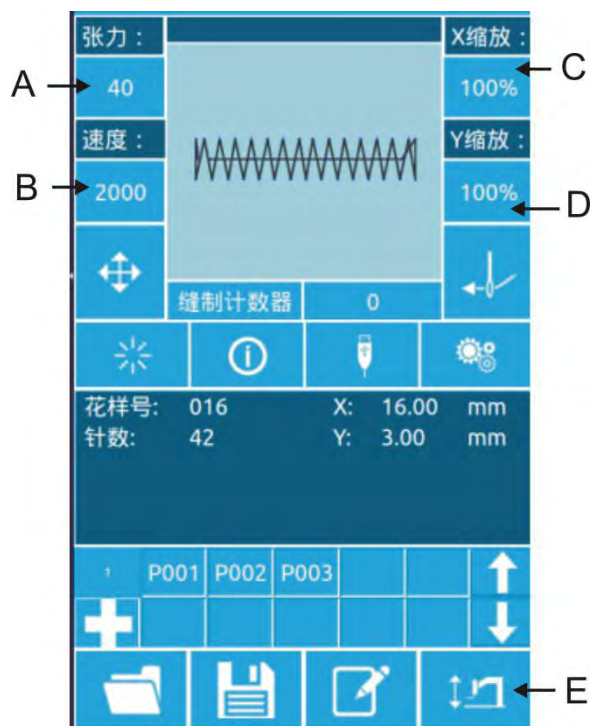 张力： X缩放：
A 40 100% C
速度： Y缩放：
B 2000 100% D
缝制计数器 0
花样号: 016 X: 16.00 mm
针数: 42 Y: 3.00 mm
1 P001 P002 P003
E